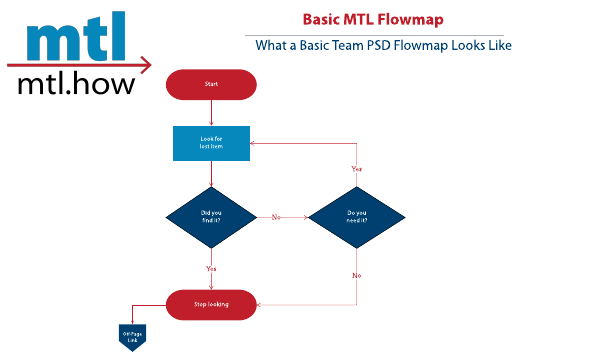 mtl
mtl.how
Basic MTL Flowmap
What a Basic Team PSD Flowmap Looks Like
Start
Look for
lost item
Yes
Did you
find it?
No
Do you
need it?
Yes
No
Stop looking
Off-Page
Link